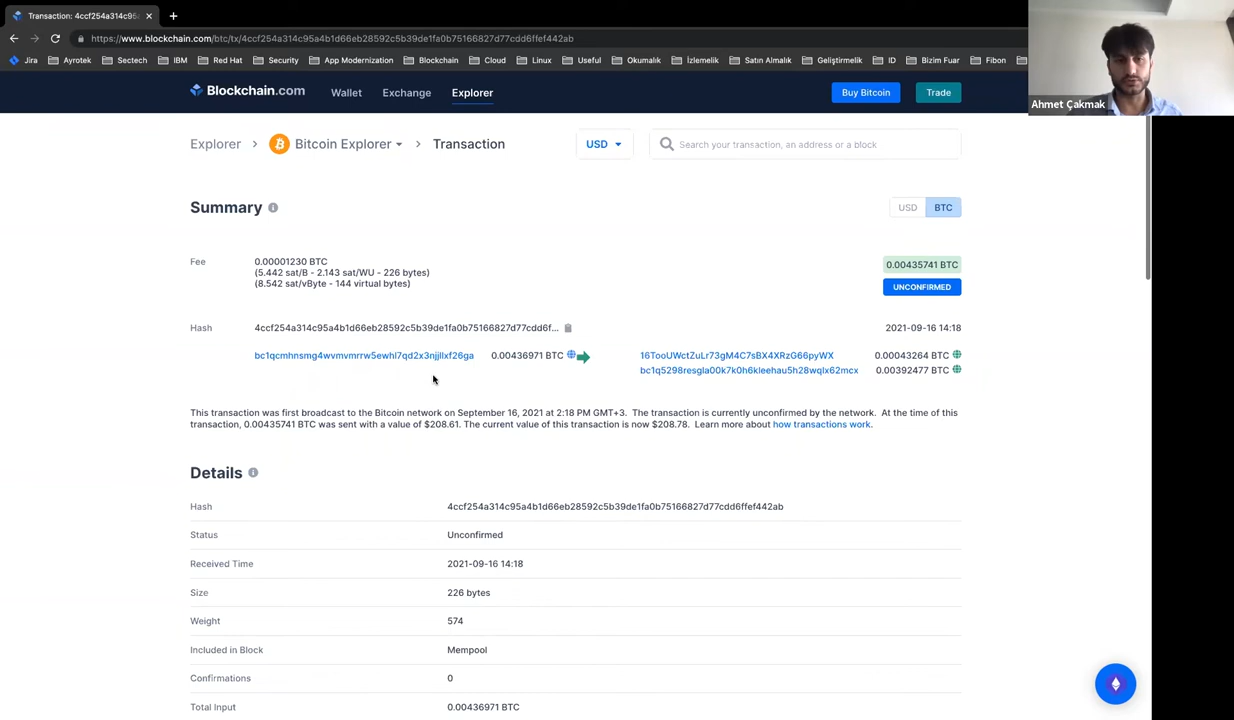 Transaction: 4ccf254a314c95a
https://www.blockchain.com/btc/tx/4ccf254a314c95a4b1d66eb28592c5b39de1fa0b75166827d77cdd6ffef442ab
Jira Ayrotek Sectech IBM Red Hat Security App Modernization Blockchain Cloud Linux Useful Okumalık İzlemelik Satın Almalık Geliştirmelik ID Bizim Fuar Fibon
Ahmet Çakmak
Blockchain.com Wallet Exchange Explorer Buy Bitcoin Trade
Explorer > Bitcoin Explorer > Transaction USD Search your transaction, an address or a block
Summary USD BTC
Fee 0.00001230 BTC 0.00435741 BTC
(5.442 sat/B - 2.143 sat/WU - 226 bytes)
(8.542 sat/vByte - 144 virtual bytes) UNCONFIRMED
Hash 4ccf254a314c95a4b1d66eb28592c5b39de1fa0b75166827d77cdd6f... 2021-09-16 14:18
bc1qcmhnsmg4wvmvmrrw5ewhl7qd2x3njjllxf26ga 0.00436971 BTC 16TooUWctZuLr73gM4C7sBX4XRzG66pyWX 0.00043264 BTC
bc1q5298resgla00k7k0h6kleehau5h28wqlx62mcx 0.00392477 BTC
This transaction was first broadcast to the Bitcoin network on September 16, 2021 at 2:18 PM GMT+3. The transaction is currently unconfirmed by the network. At the time of this
transaction, 0.00435741 BTC was sent with a value of $208.61. The current value of this transaction is now $208.78. Learn more about how transactions work.
Details
Hash 4ccf254a314c95a4b1d66eb28592c5b39de1fa0b75166827d77cdd6ffef442ab
Status Unconfirmed
Received Time 2021-09-16 14:18
Size 226 bytes
Weight 574
Included in Block Mempool
Confirmations 0
Total Input 0.00436971 BTC